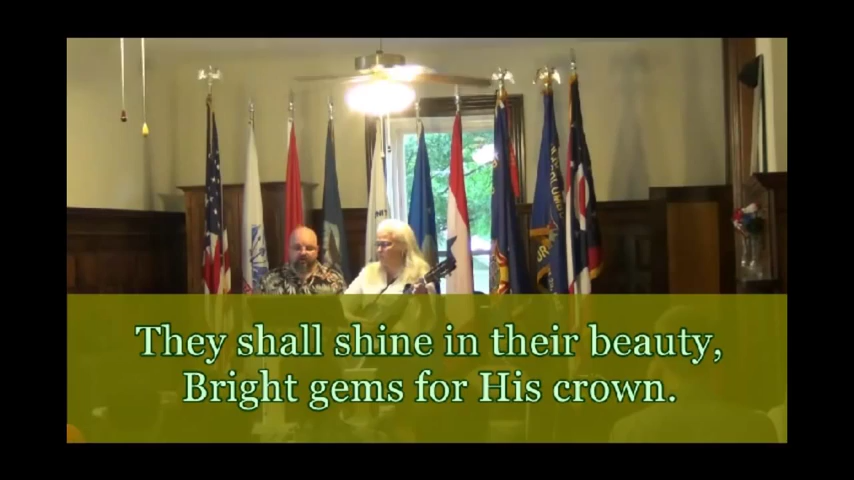 They shall shine in their beauty,
Bright gems for His crown.